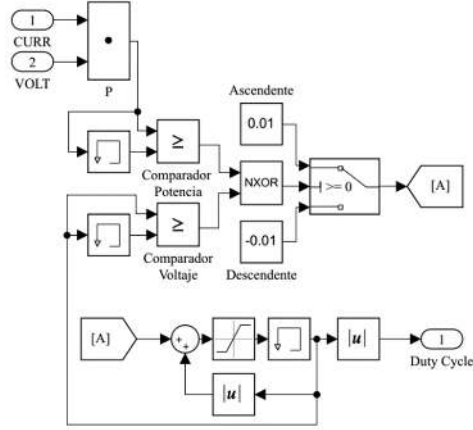 1
CURR
2
VOLT
P
≥
Comparador
Potencia
≥
Comparador
Voltaje
Ascendente
0.01
NXOR
-0.01
Descendente
>= 0
[A]
[A]
+
+
|u|
|u|
1
Duty Cycle